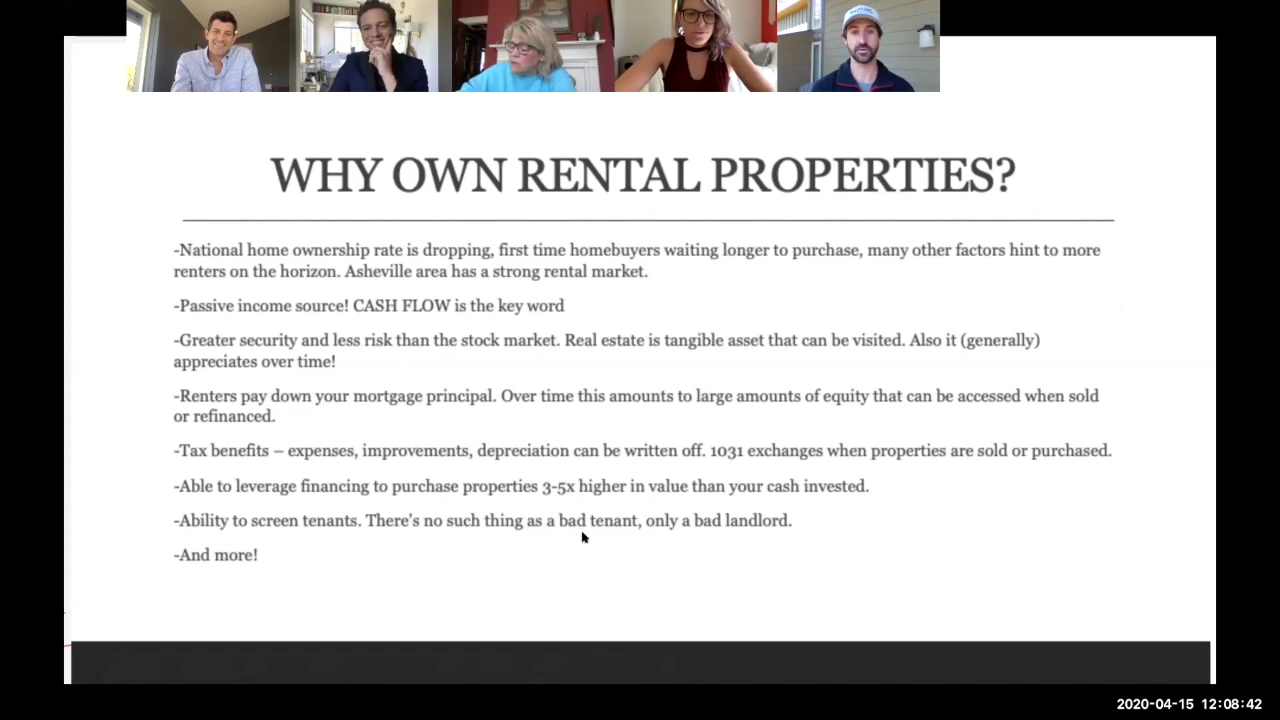 WHY OWN RENTAL PROPERTIES?
-National home ownership rate is dropping, first time homebuyers waiting longer to purchase, many other factors hint to more
renters on the horizon. Asheville area has a strong rental market.
-Passive income source! CASH FLOW is the key word
-Greater security and less risk than the stock market. Real estate is tangible asset that can be visited. Also it (generally)
appreciates over time!
-Renters pay down your mortgage principal. Over time this amounts to large amounts of equity that can be accessed when sold
or refinanced.
-Tax benefits – expenses, improvements, depreciation can be written off. 1031 exchanges when properties are sold or purchased.
-Able to leverage financing to purchase properties 3-5x higher in value than your cash invested.
-Ability to screen tenants. There’s no such thing as a bad tenant, only a bad landlord.
-And more!
2020-04-15 12:08:42